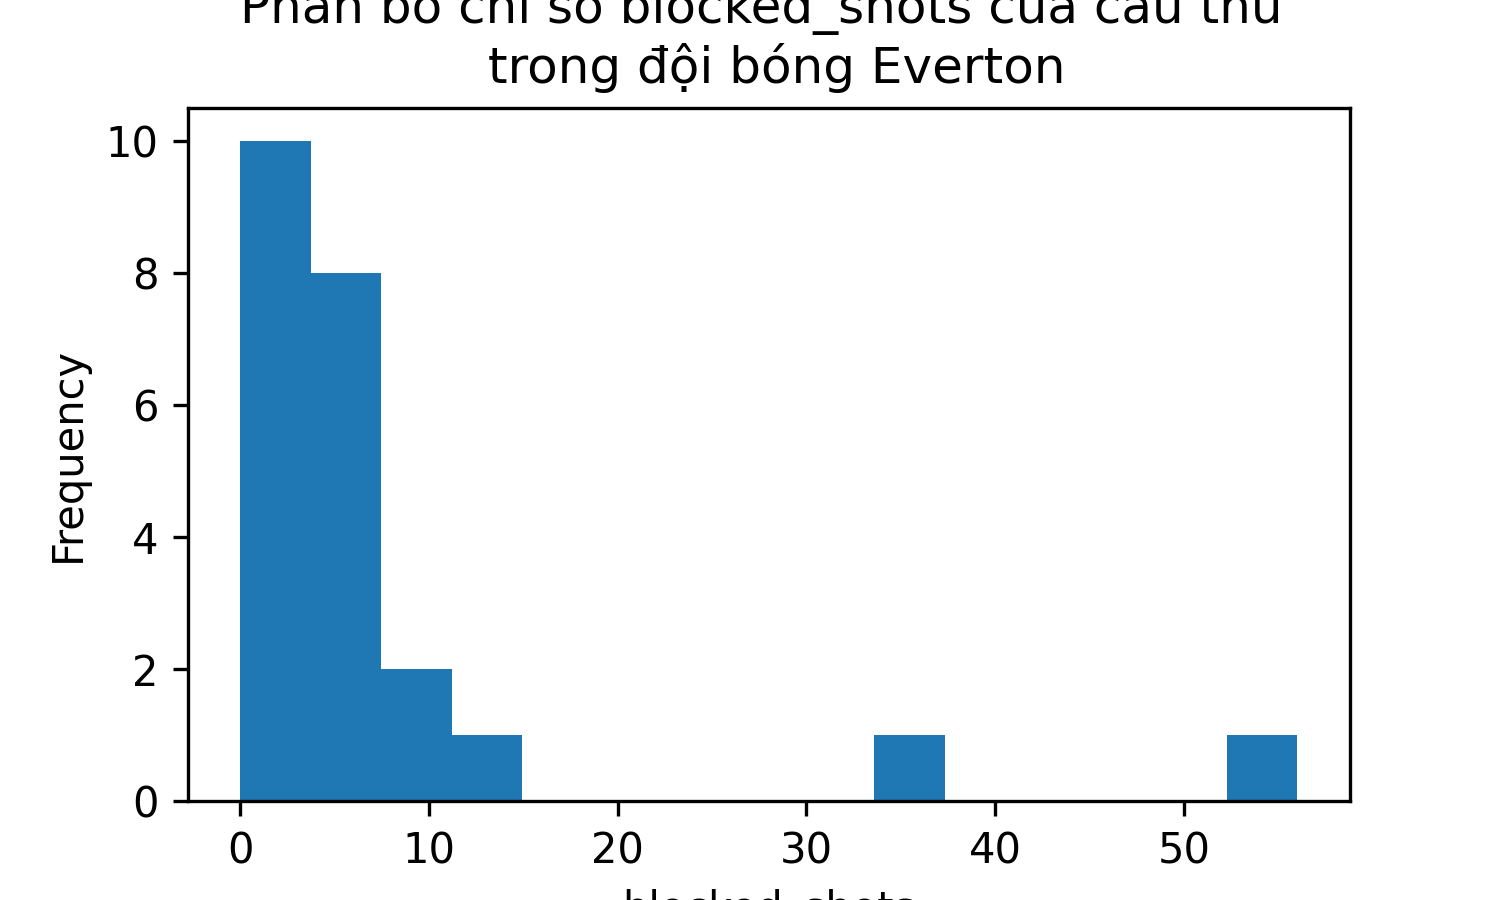 Phân bố chỉ số blocked_shots của cầu thủ
trong đội bóng Everton
10
8
6
4
2
0
Frequency
0 10 20 30 40 50
blocked_shots